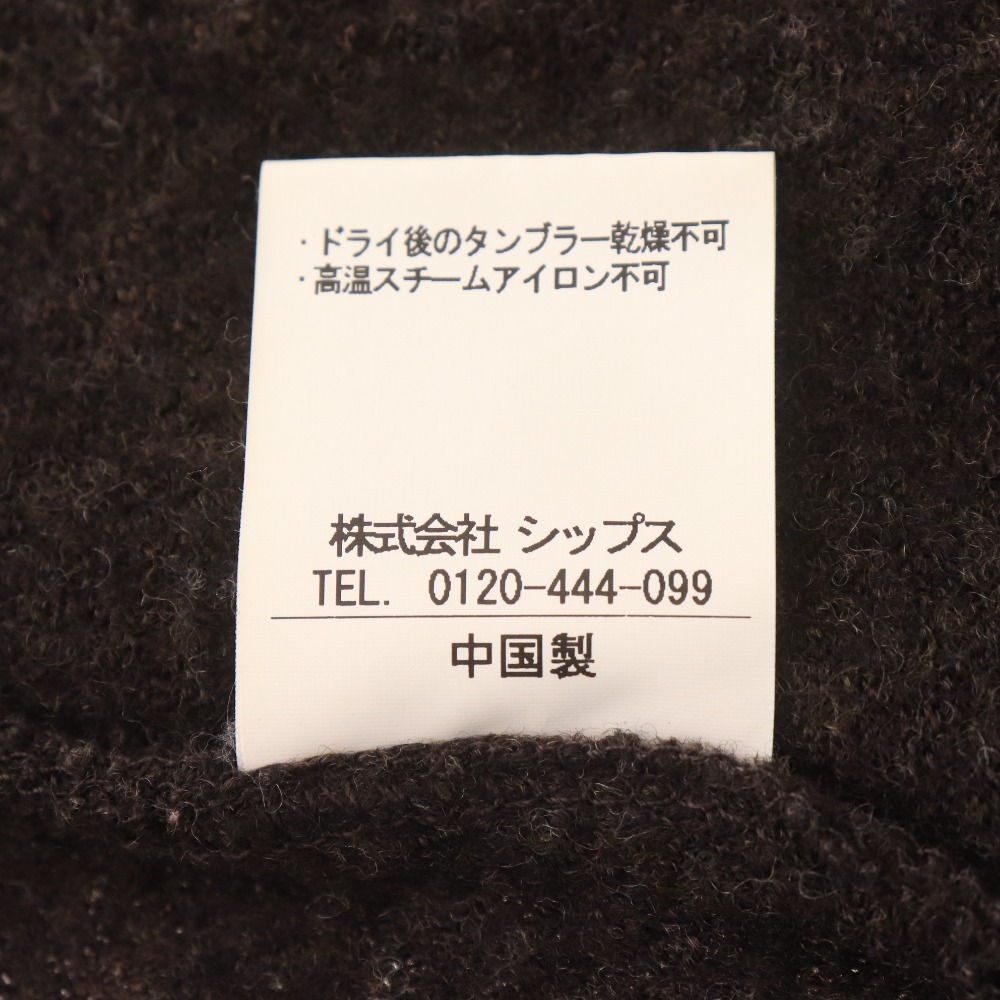 ・ドライ後のタンブラー乾燥不可
・高温スチームアイロン不可
株式会社 シップス
TEL. 0120-444-099
中国製